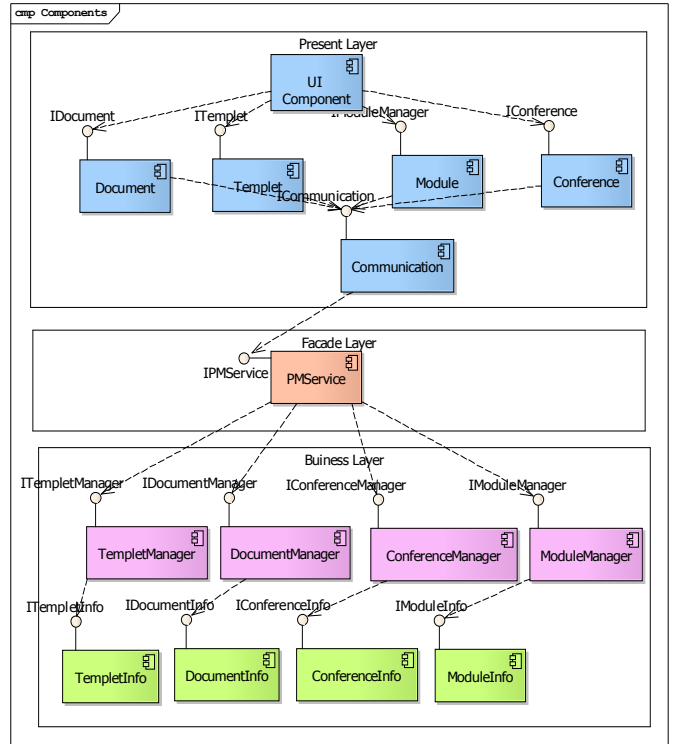 cmp Components
Present Layer
UI
Component
IDocument
ITemplet
IModuleManager
IConference
Document
Templet
Module
Conference
ICommunication
Communication
Facade Layer
IPMService
PMService
Buiness Layer
ITempletManager
IDocumentManager
IConferenceManager
IModuleManager
TempletManager
DocumentManager
ConferenceManager
ModuleManager
ITempletInfo
IDocumentInfo
IConferenceInfo
IModuleInfo
TempletInfo
DocumentInfo
ConferenceInfo
ModuleInfo